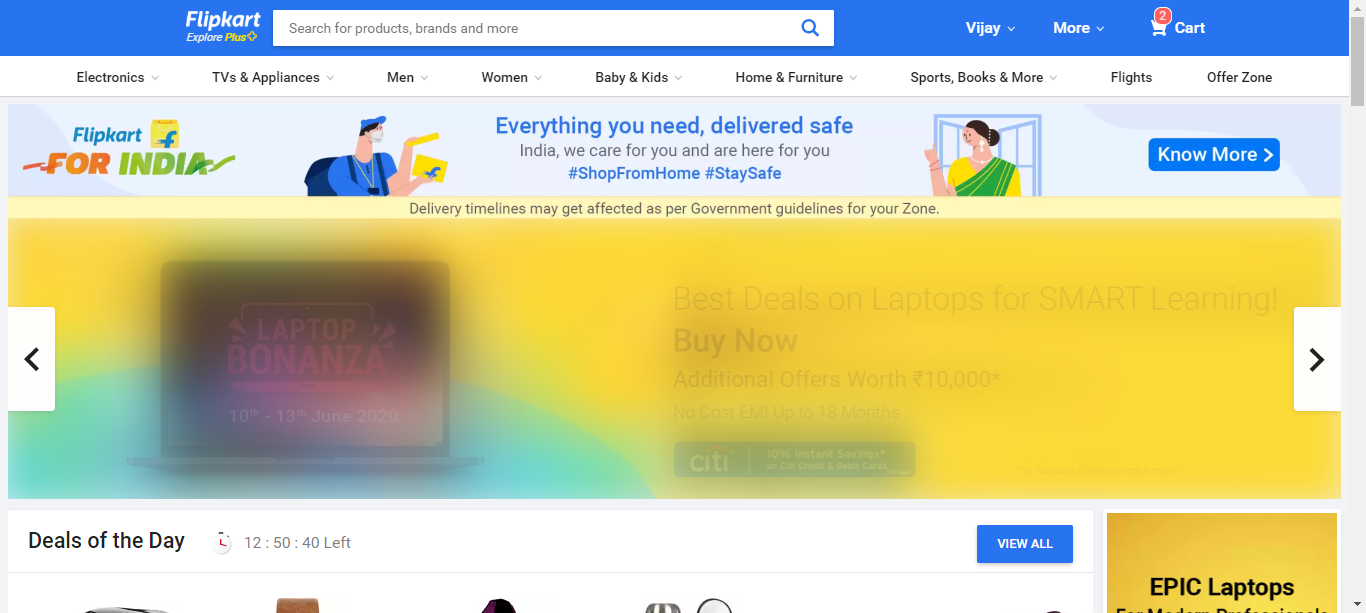 Flipkart
Explore Plus
Search for products, brands and more
Vijay
More
2
Cart
Electronics
TVs & Appliances
Men
Women
Baby & Kids
Home & Furniture
Sports, Books & More
Flights
Offer Zone
Flipkart
FOR INDIA
Everything you need, delivered safe
India, we care for you and are here for you
#ShopFromHome #StaySafe
Know More
Delivery timelines may get affected as per Government guidelines for your Zone.
LAPTOP
BONANZA
10th - 13th June 2020
Best Deals on Laptops for SMART Learning!
Buy Now
Additional Offers Worth ₹10,000*
No Cost EMI Up to 18 Months
citi
10% Instant Savings*
on Citi Credit & Debit Cards
Deals of the Day
12 : 50 : 40 Left
VIEW ALL
EPIC Laptops
For Modern Professionals